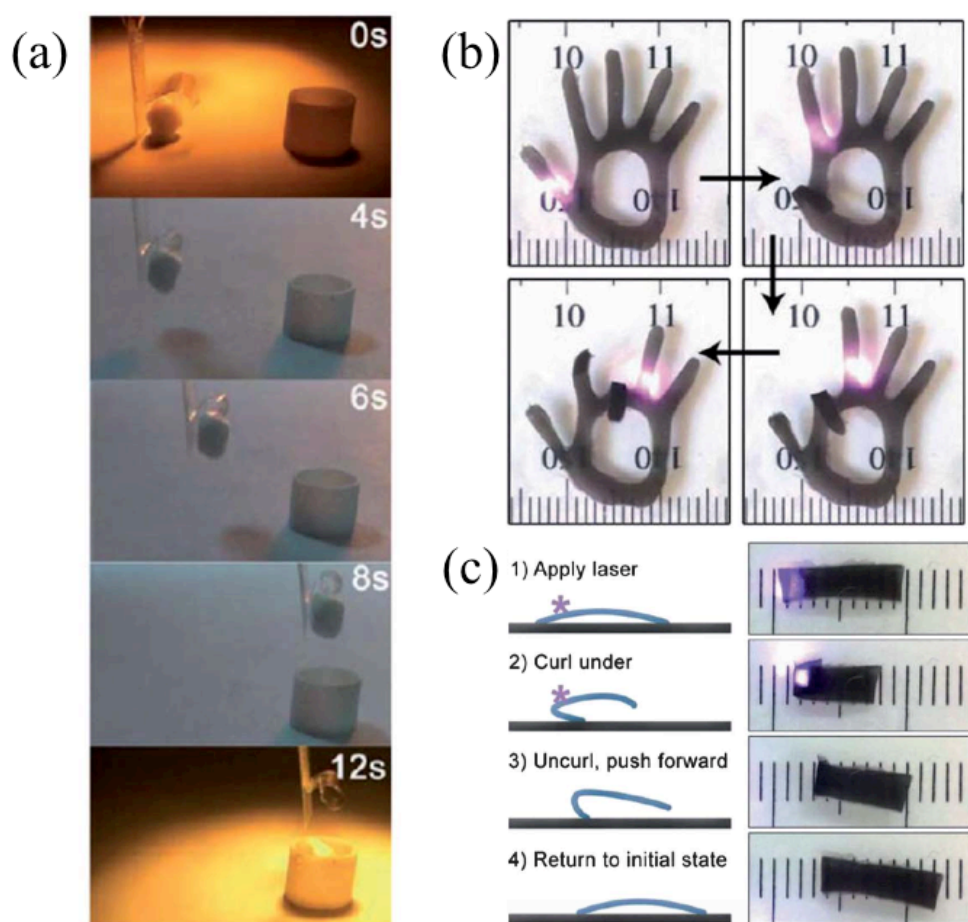 (a)
0s
4s
6s
8s
12s
(b)
10 11
10 11
10 11
10 11
(c)
1) Apply laser
*
2) Curl under
*
3) Uncurl, push forward
4) Return to initial state